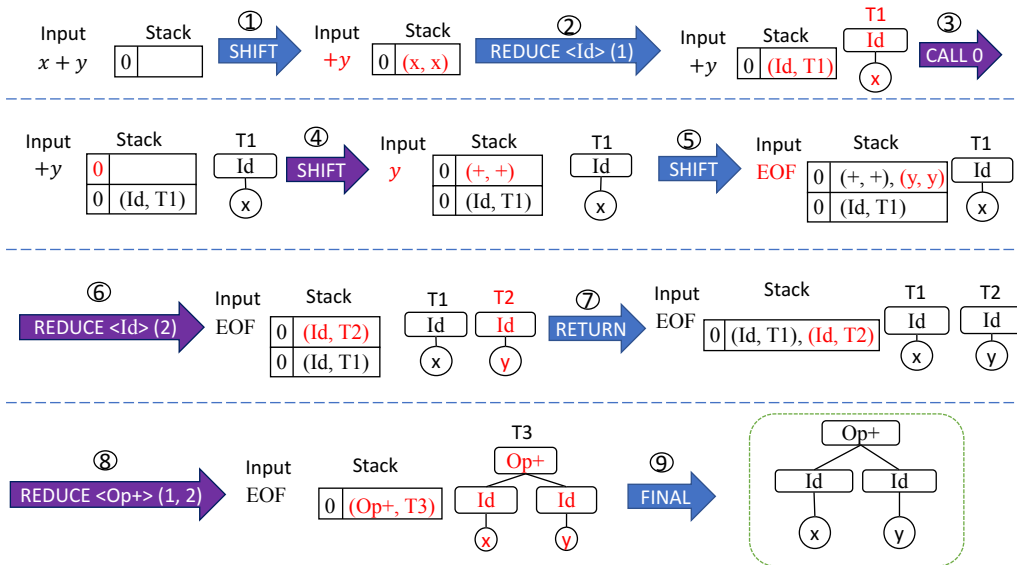 ① ② T1 ③
Input Stack Input Stack Input Stack Id
x + y 0 SHIFT +y 0 (x, x) REDUCE <Id> (1) +y 0 (Id, T1) x CALL 0
Input Stack T1 ④ Input Stack T1 ⑤ Input Stack T1
+y 0 Id SHIFT y 0 (+, +) Id SHIFT EOF 0 (+, +), (y, y) Id
0 (Id, T1) x 0 (Id, T1) x 0 (Id, T1) x
⑥ Input Stack T1 T2 ⑦ Input Stack T1 T2
REDUCE <Id> (2) EOF 0 (Id, T2) Id Id RETURN EOF 0 (Id, T1), (Id, T2) Id Id
0 (Id, T1) x y x y
⑧ Input Stack T3 ⑨ Op+
REDUCE <Op+> (1, 2) EOF 0 (Op+, T3) Op+ FINAL Id Id
Id Id x y
x y